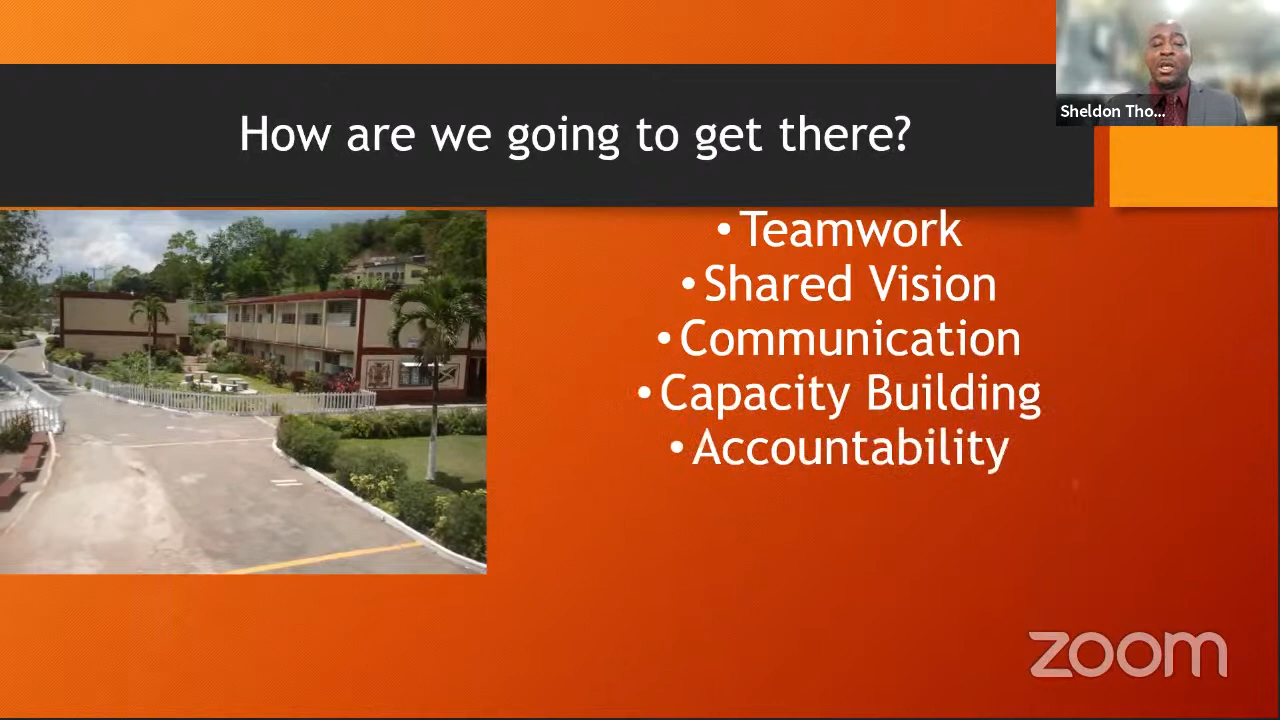 How are we going to get there?
Sheldon Tho...
• Teamwork
• Shared Vision
• Communication
• Capacity Building
• Accountability
zoom